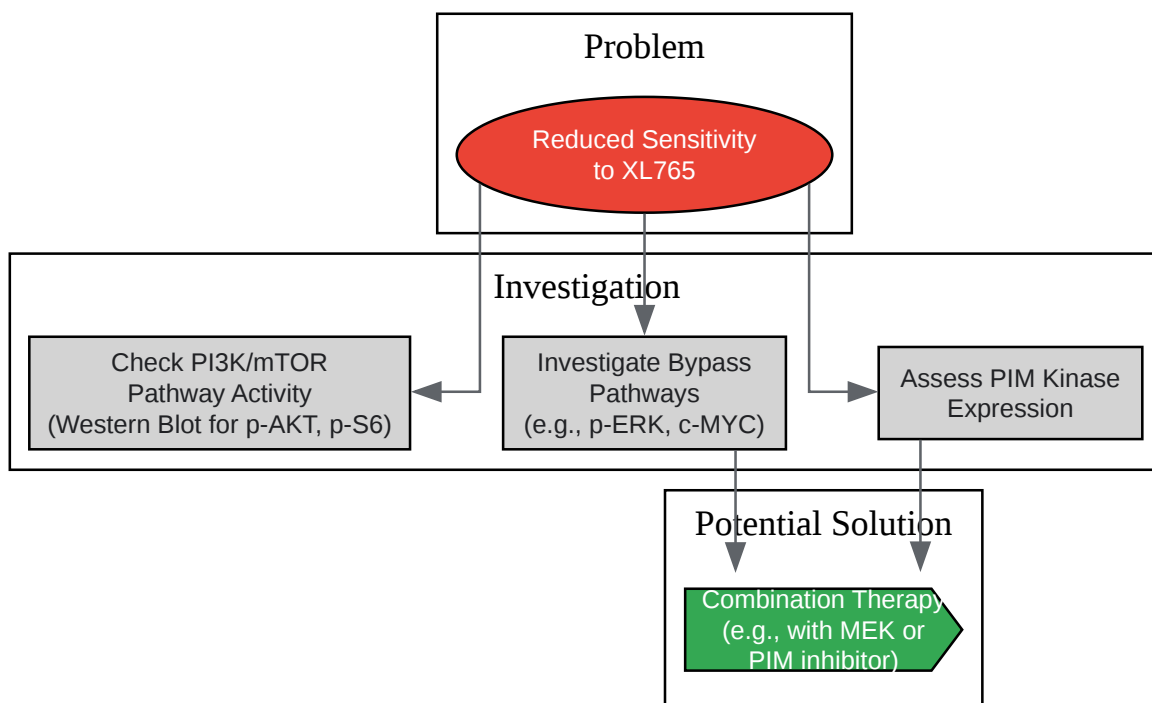 Problem
Reduced Sensitivity
to XL765
Investigation
Check PI3K/mTOR
Pathway Activity
(Western Blot for p-AKT, p-S6)
Investigate Bypass
Pathways
(e.g., p-ERK, c-MYC)
Assess PIM Kinase
Expression
Potential Solution
Combination Therapy
(e.g., with MEK or
PIM inhibitor)